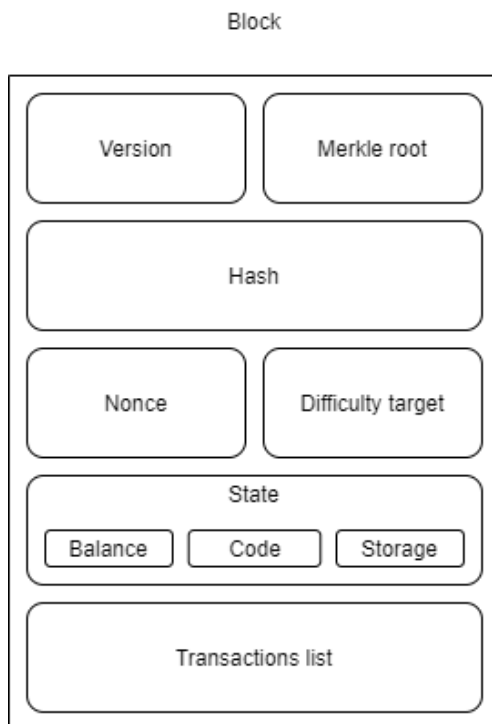 Block
Version Merkle root
Hash
Nonce Difficulty target
State
Balance Code Storage
Transactions list